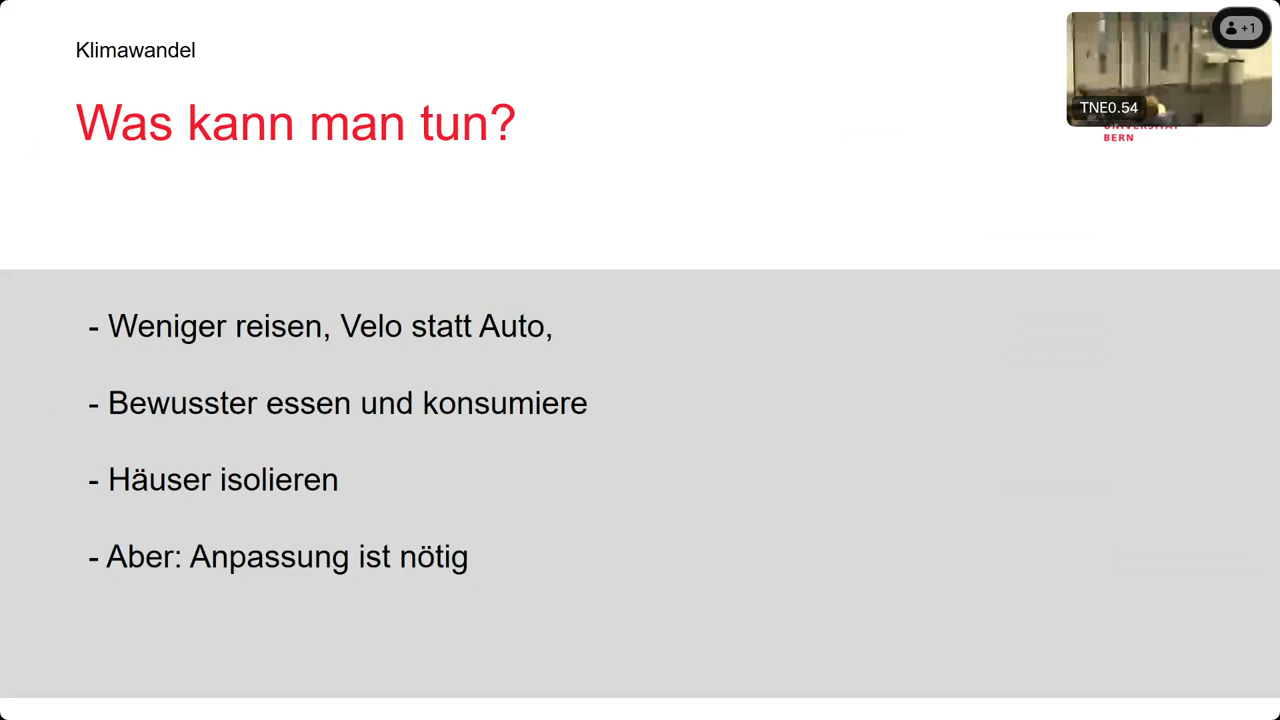 Klimawandel
Was kann man tun?
+1
TNE0.54
UNIVERSITÄT
BERN
- Weniger reisen, Velo statt Auto,
- Bewusster essen und konsumiere
- Häuser isolieren
- Aber: Anpassung ist nötig